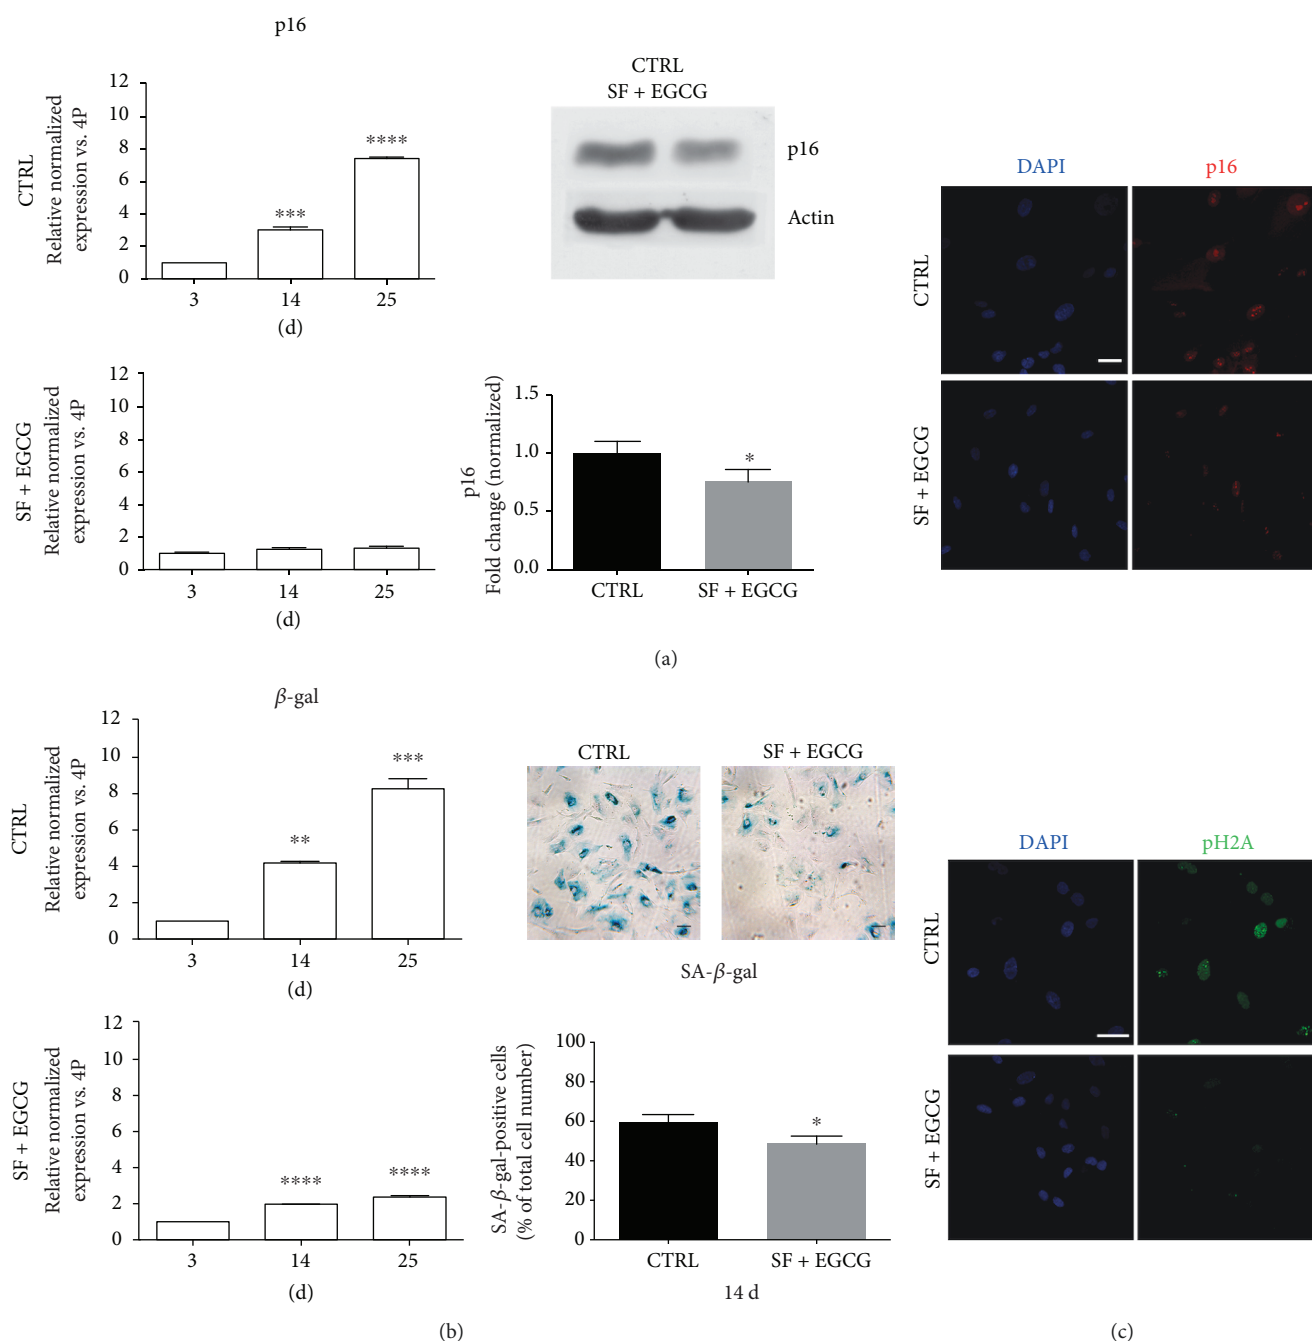 p16
CTRL
Relative normalized
expression vs. 4P
12
10
8
6
4
2
0
***
****
3
14
25
(d)
CTRL
SF + EGCG
p16
Actin
SF + EGCG
Relative normalized
expression vs. 4P
12
10
8
6
4
2
0
3
14
25
(d)
p16
Fold change (normalized)
1.5
1.0
0.5
0.0
*
CTRL
SF + EGCG
(a)
DAPI
p16
CTRL
SF + EGCG
β-gal
CTRL
Relative normalized
expression vs. 4P
12
10
8
6
4
2
0
**
***
3
14
25
(d)
CTRL
SF + EGCG
SA-β-gal
SF + EGCG
Relative normalized
expression vs. 4P
12
10
8
6
4
2
0
****
****
3
14
25
(d)
SA-β-gal-positive cells
(% of total cell number)
100
80
60
40
20
0
*
CTRL
SF + EGCG
14 d
(b)
DAPI
pH2A
CTRL
SF + EGCG
(c)